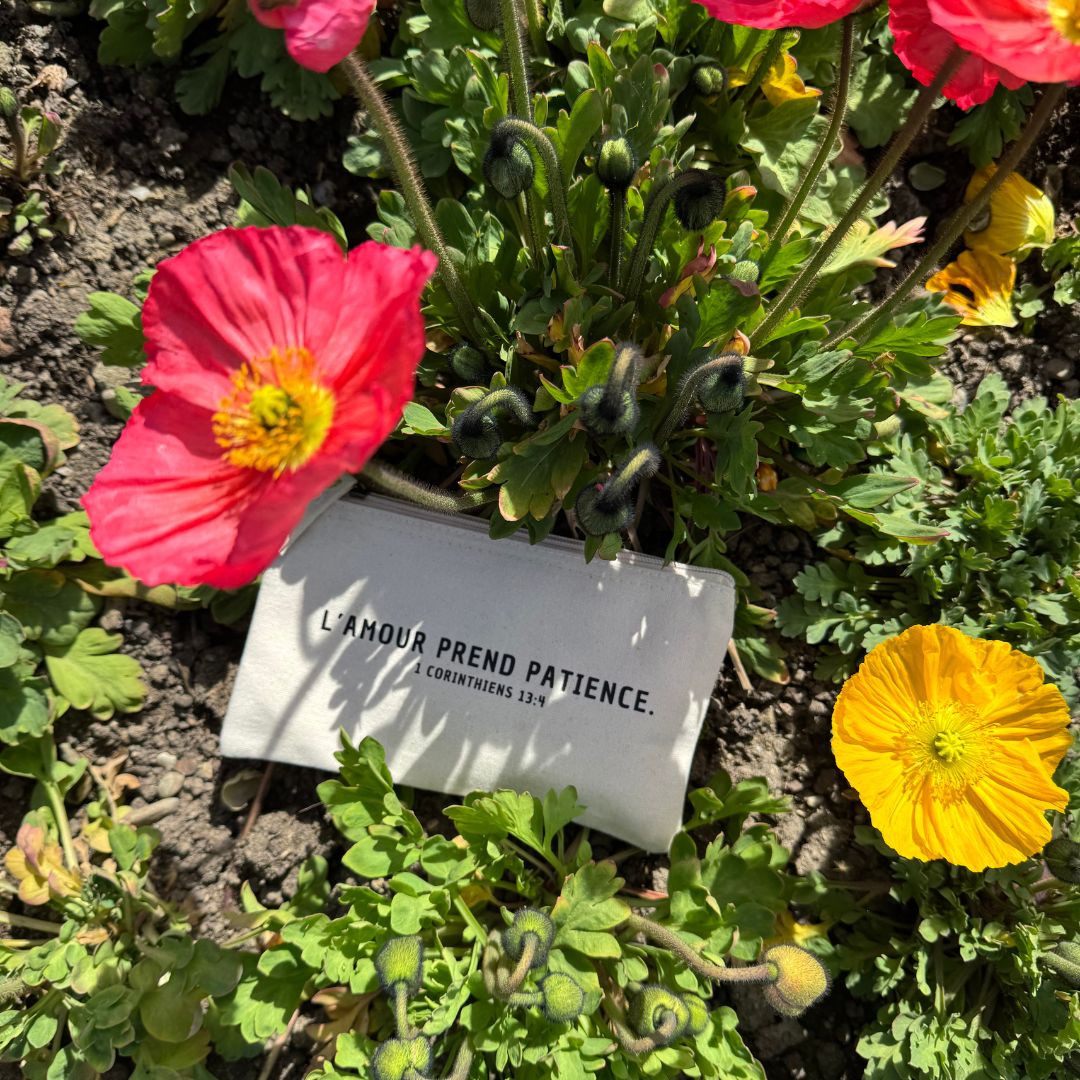 L'AMOUR PREND PATIENCE.
1 CORINTHIENS 13:4